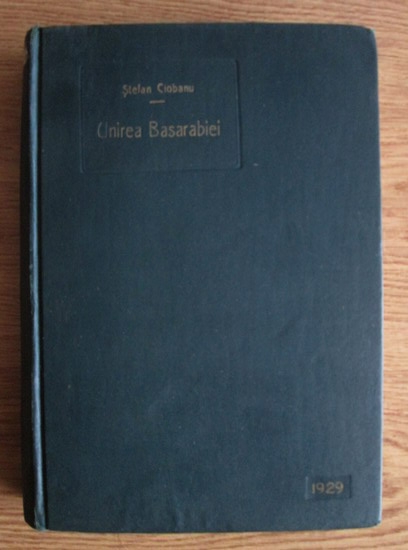 Ștefan Ciobanu
Unirea Basarabiei
1929